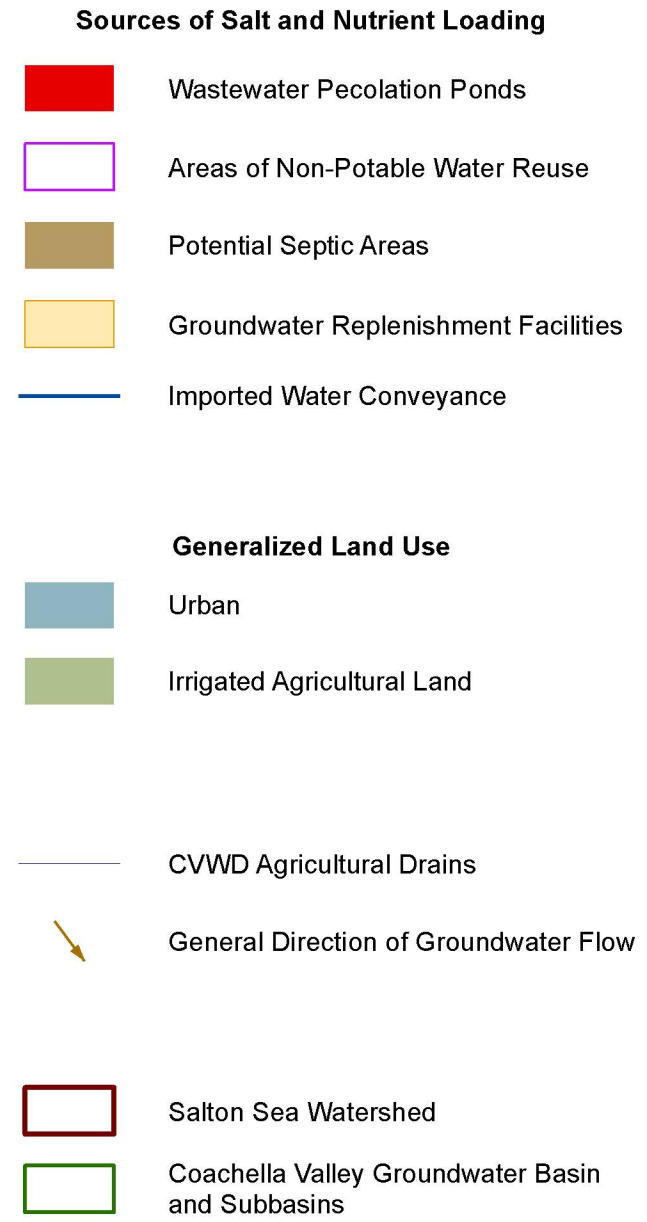 Sources of Salt and Nutrient Loading
Wastewater Pecolation Ponds
Areas of Non-Potable Water Reuse
Potential Septic Areas
Groundwater Replenishment Facilities
Imported Water Conveyance
Generalized Land Use
Urban
Irrigated Agricultural Land
CVWD Agricultural Drains
General Direction of Groundwater Flow
Salton Sea Watershed
Coachella Valley Groundwater Basin
and Subbasins